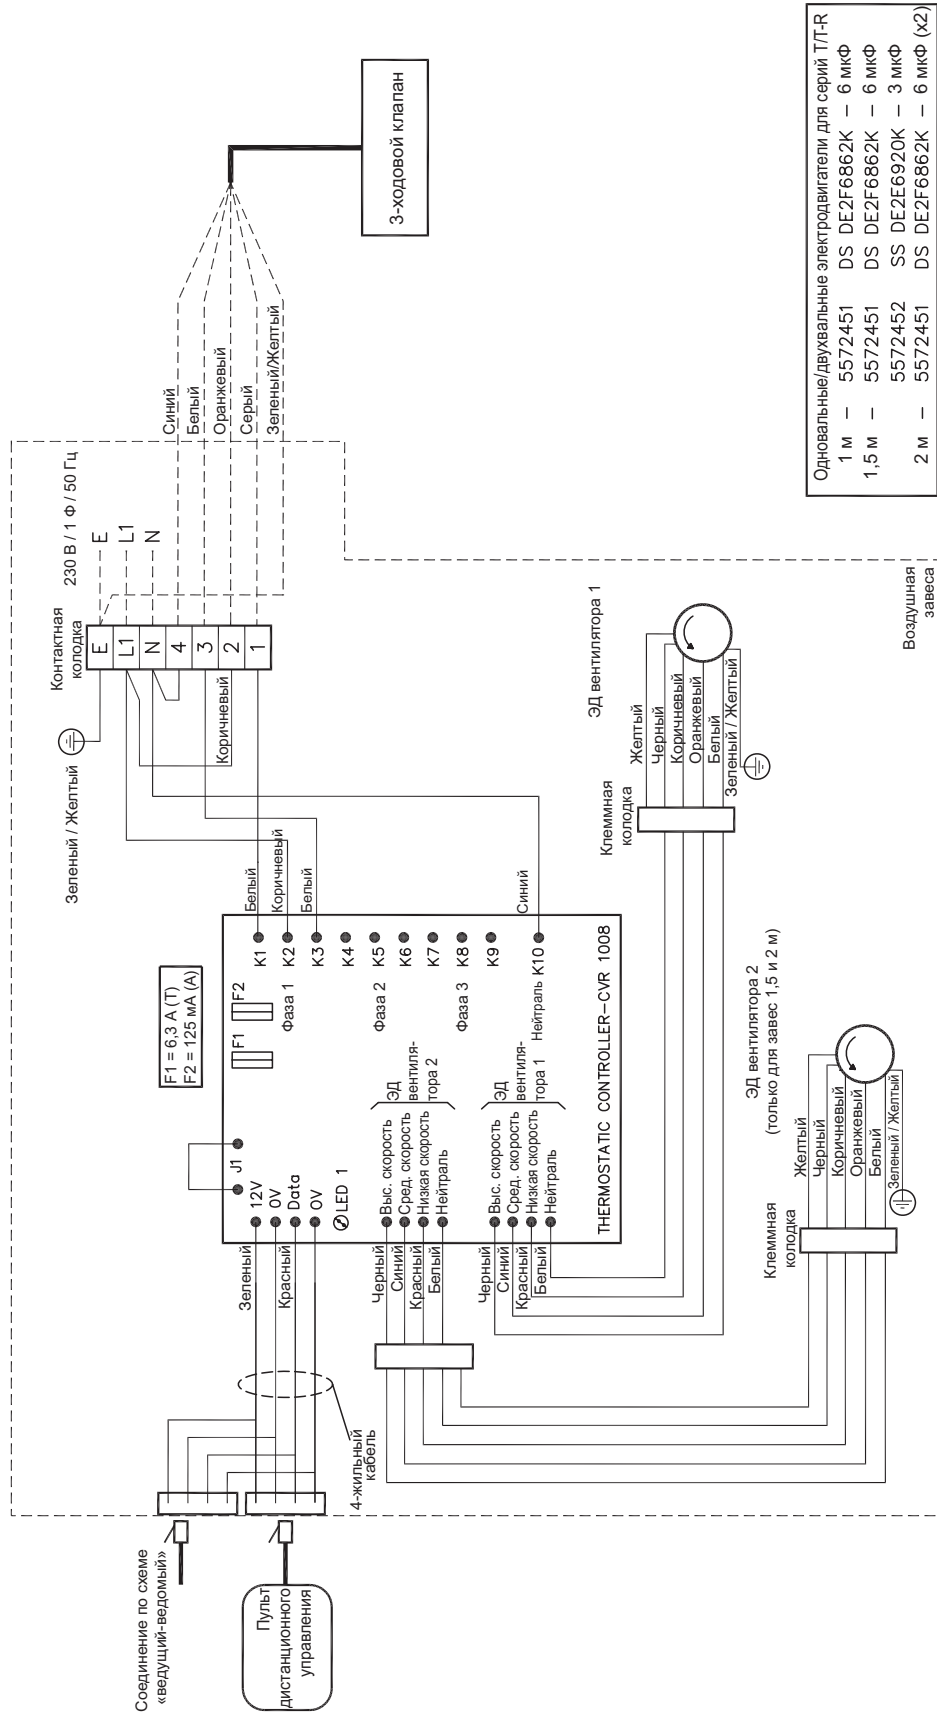 Соединение по схеме
«ведущий-ведомый»
Пульт
дистанционного
управления
4-жильный
кабель
Зеленый
Красный
12V
0V
Data
0V
J1
LED 1
F1 = 6,3 А (Т)
F2 = 125 мА (А)
F1
F2
Черный
Синий
Красный
Белый
Выс. скорость
Сред. скорость
Низкая скорость
Нейтраль
ЭД
вентиля-
тора 2
Черный
Синий
Красный
Белый
Выс. скорость
Сред. скорость
Низкая скорость
Нейтраль
ЭД
вентиля-
тора 1
Фаза 1
Фаза 2
Фаза 3
Нейтраль
K1
K2
K3
K4
K5
K6
K7
K8
K9
K10
THERMOSTATIC CONTROLLER–CVR 1008
Белый
Коричневый
Белый
Синий
Зеленый / Желтый
Контактная
колодка
E
L1
N
4
3
2
1
Коричневый
230 В / 1 Ф / 50 Гц
E
L1
N
Синий
Белый
Оранжевый
Серый
Зеленый/Желтый
3-ходовой клапан
Клеммная
колодка
ЭД вентилятора 1
Желтый
Черный
Коричневый
Оранжевый
Белый
Зеленый / Желтый
Клеммная
колодка
ЭД вентилятора 2
(только для завес 1,5 и 2 м)
Желтый
Черный
Коричневый
Оранжевый
Белый
Зеленый / Желтый
Воздушная
завеса
Одновальные/двухвальные электродвигатели для серий T/T-R
1 м – 5572451 DS DE2F6862K – 6 мкФ
1,5 м – 5572451 DS DE2F6862K – 6 мкФ
5572452 SS DE2E6920K – 3 мкФ
2 м – 5572451 DS DE2F6862K – 6 мкФ (x2)